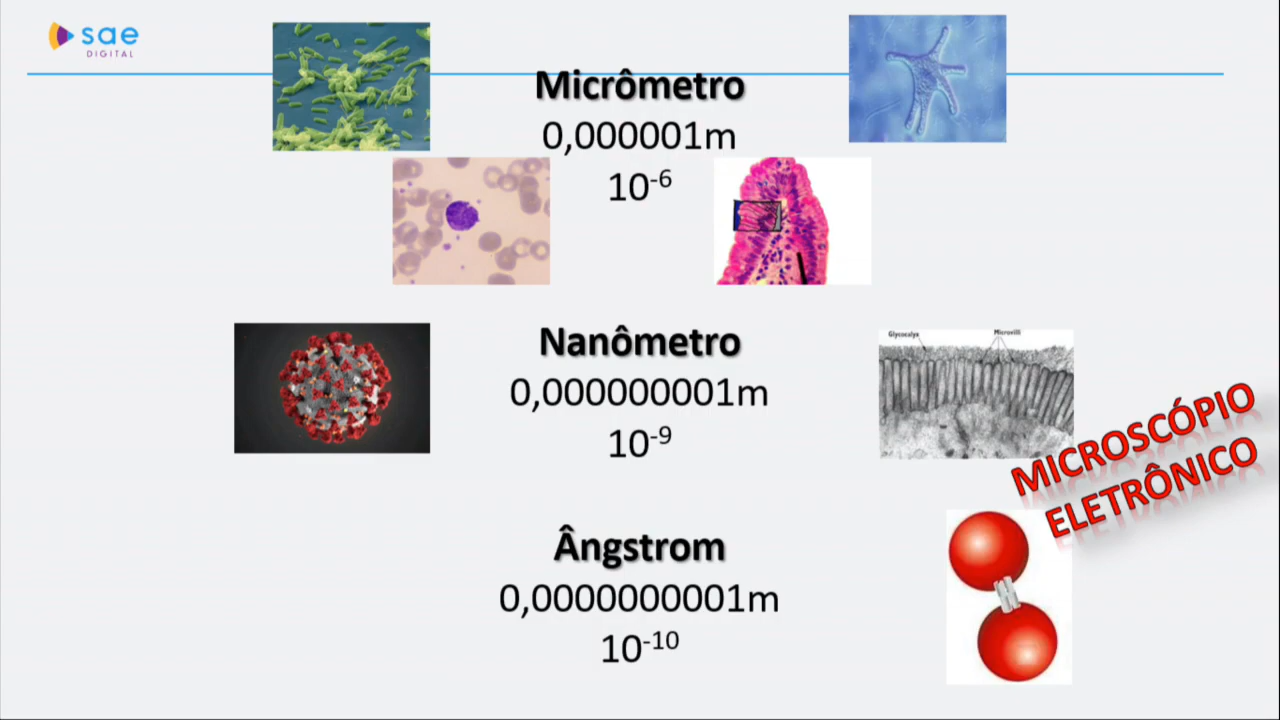 sae
DIGITAL
Micrômetro
0,000001m
10⁻⁶
Nanômetro
0,000000001m
10⁻⁹
Glycocalyx
Microvilli
MICROSCÓPIO
ELETRÔNICO
Ângstrom
0,0000000001m
10⁻¹⁰